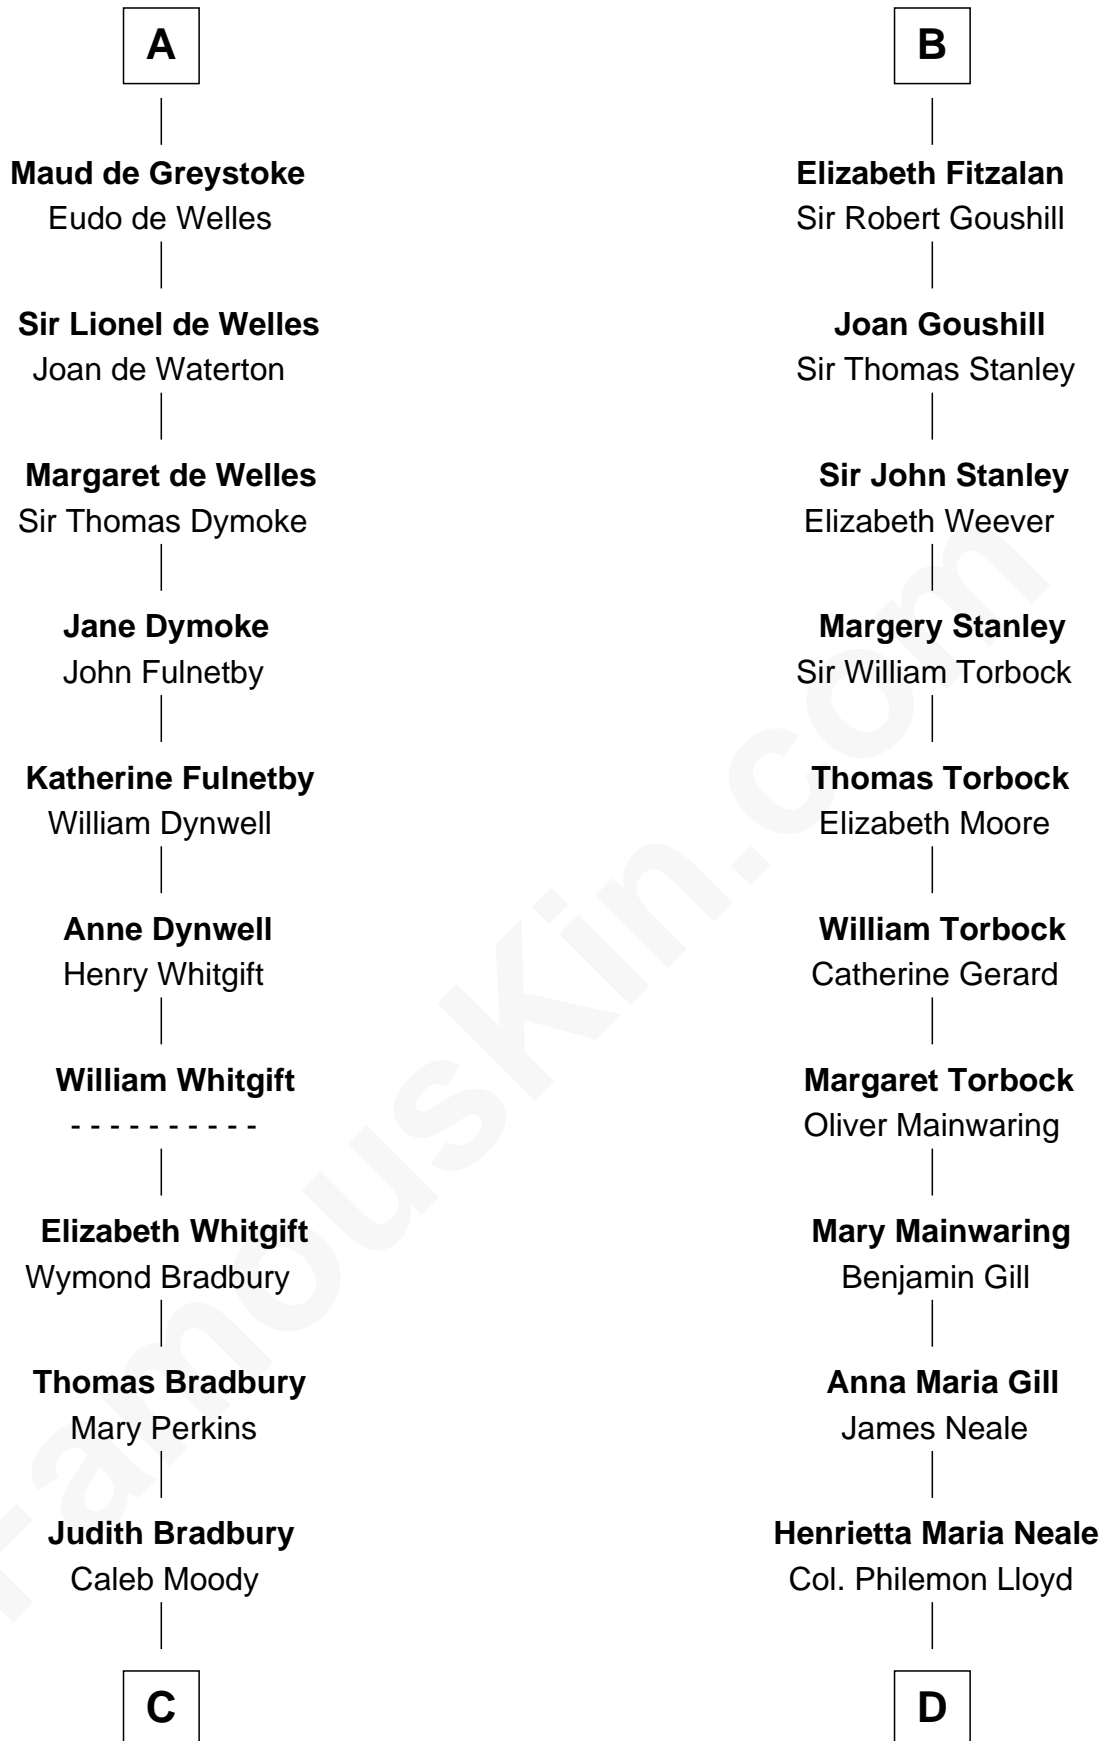 A
Maud de Greystoke
Eudo de Welles
Sir Lionel de Welles
Joan de Waterton
Margaret de Welles
Sir Thomas Dymoke
Jane Dymoke
John Fulnetby
Katherine Fulnetby
William Dynwell
Anne Dynwell
Henry Whitgift
William Whitgift
- - - - - - - - - -
Elizabeth Whitgift
Wymond Bradbury
Thomas Bradbury
Mary Perkins
Judith Bradbury
Caleb Moody
C
B
Elizabeth Fitzalan
Sir Robert Goushill
Joan Goushill
Sir Thomas Stanley
Sir John Stanley
Elizabeth Weever
Margery Stanley
Sir William Torbock
Thomas Torbock
Elizabeth Moore
William Torbock
Catherine Gerard
Margaret Torbock
Oliver Mainwaring
Mary Mainwaring
Benjamin Gill
Anna Maria Gill
James Neale
Henrietta Maria Neale
Col. Philemon Lloyd
D
FamousKin.com